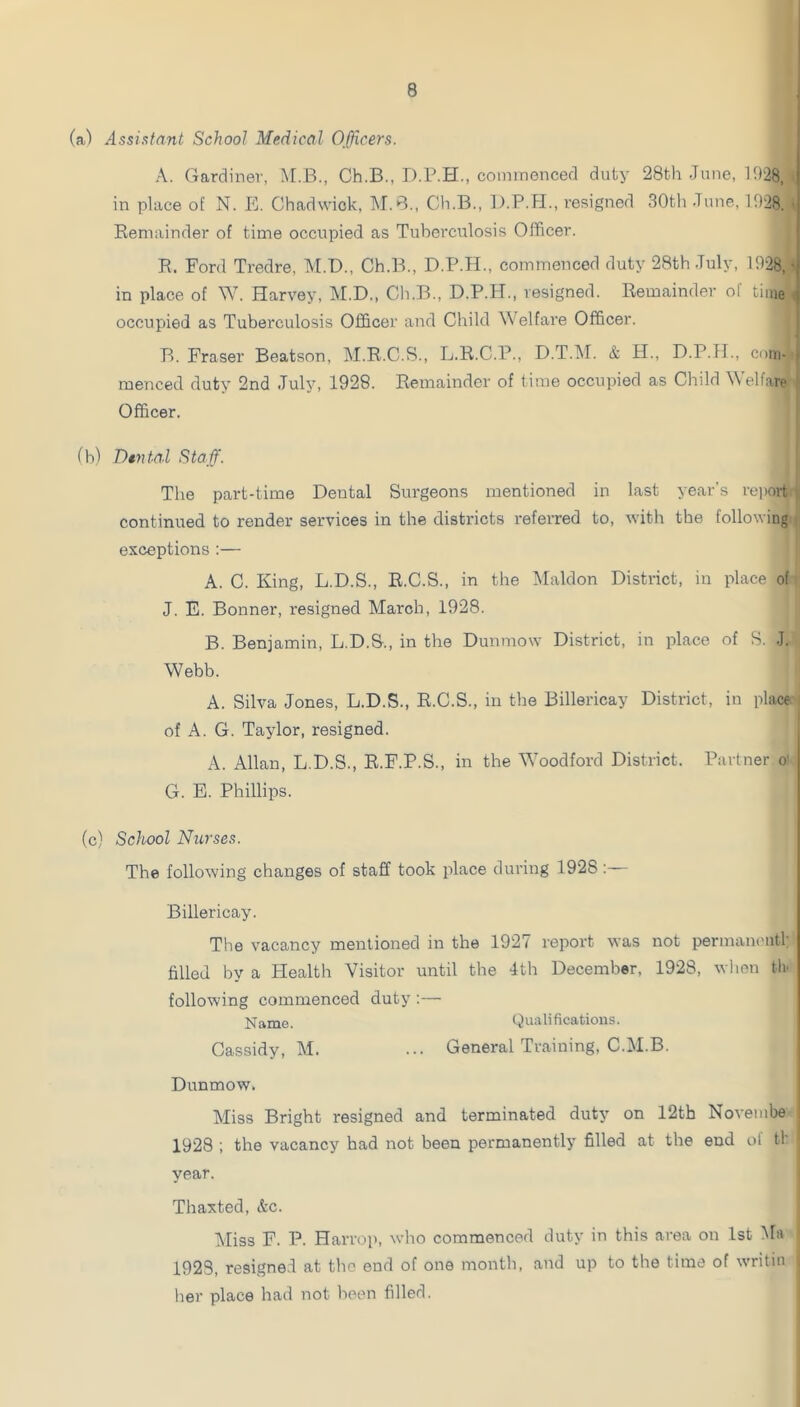 8
(a) Assistant School Medical Officers.
A. Gardiner, M.B., Ch.B., D.P.H., commenced duty 28th June, 1928,
in place of N. E. Chadwick, M.B., Ch.B., D.P.H., resigned 30th June, 1928.
Remainder of time occupied as Tuberculosis Officer.
R. Ford Tredre, M.D., Ch.B., D.P.H., commenced duty 28th July, 1928,
in place of W. Harvey, M.D., Ch.B., D.P.H., resigned. Remainder of time
occupied as Tuberculosis Officer and Child Welfare Officer.
B. Fraser Beatson, M.R.C.S., L.R.C.P., D.T.M. & H., D.P.H., com-
menced duty 2nd July, 1928. Remainder of time occupied as Child Welfare
Officer.
(b) Dental Staff.
The part-time Dental Surgeons mentioned in last year's report
continued to render services in the districts referred to, with the following
exceptions :—
A. C. King, L.D.S., R.C.S., in the Maldon District, in place of
J. E. Bonner, resigned March, 1928.
B. Benjamin, L.D.S., in the Dunmow District, in place of S. J.
Webb.
A. Silva Jones, L.D.S., R.C.S., in the Billericay District, in place
of A. G. Taylor, resigned.
A. Allan, L.D.S., R.F.P.S., in the Woodford District. Partner o
G. E. Phillips.
(c) School Nurses.
The following changes of staff took place during 1928 :—
Billericay.
The vacancy mentioned in the 1927 report was not permanentl
filled by a Health Visitor until the 4th December, 1928, when th
following commenced duty :—
Name. Qualifications.
Cassidy, M. ... General Training, C.M.B.
Dunmow.
Miss Bright resigned and terminated duty on 12th Novembe
1928 ; the vacancy had not been permanently filled at the end of th
year.
Thaxted, &c.
Miss F. P. Harrop, who commenced duty in this area on 1st Ma
1928, resigned at the end of one month, and up to the time of writin
her place had not been filled.